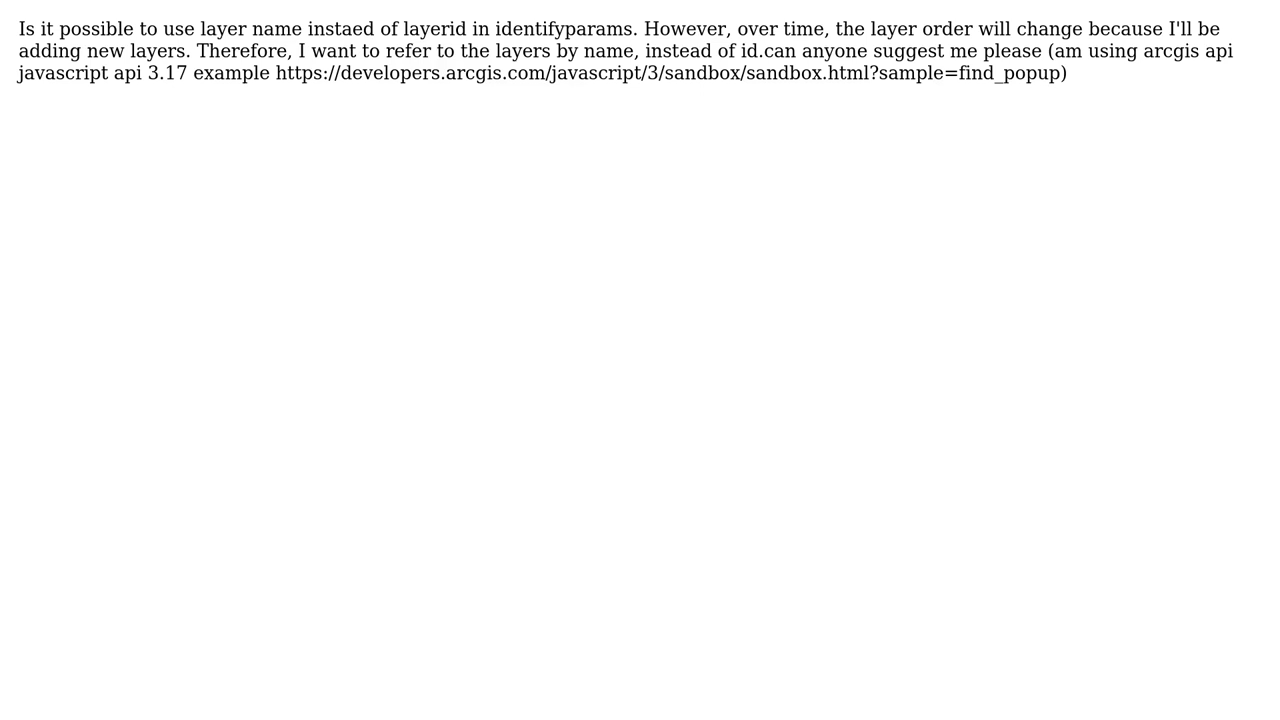 Is it possible to use layer name instaed of layerid in identifyparams. However, over time, the layer order will change because I'll be
adding new layers. Therefore, I want to refer to the layers by name, instead of id.can anyone suggest me please (am using arcgis api
javascript api 3.17 example https://developers.arcgis.com/javascript/3/sandbox/sandbox.html?sample=find_popup)